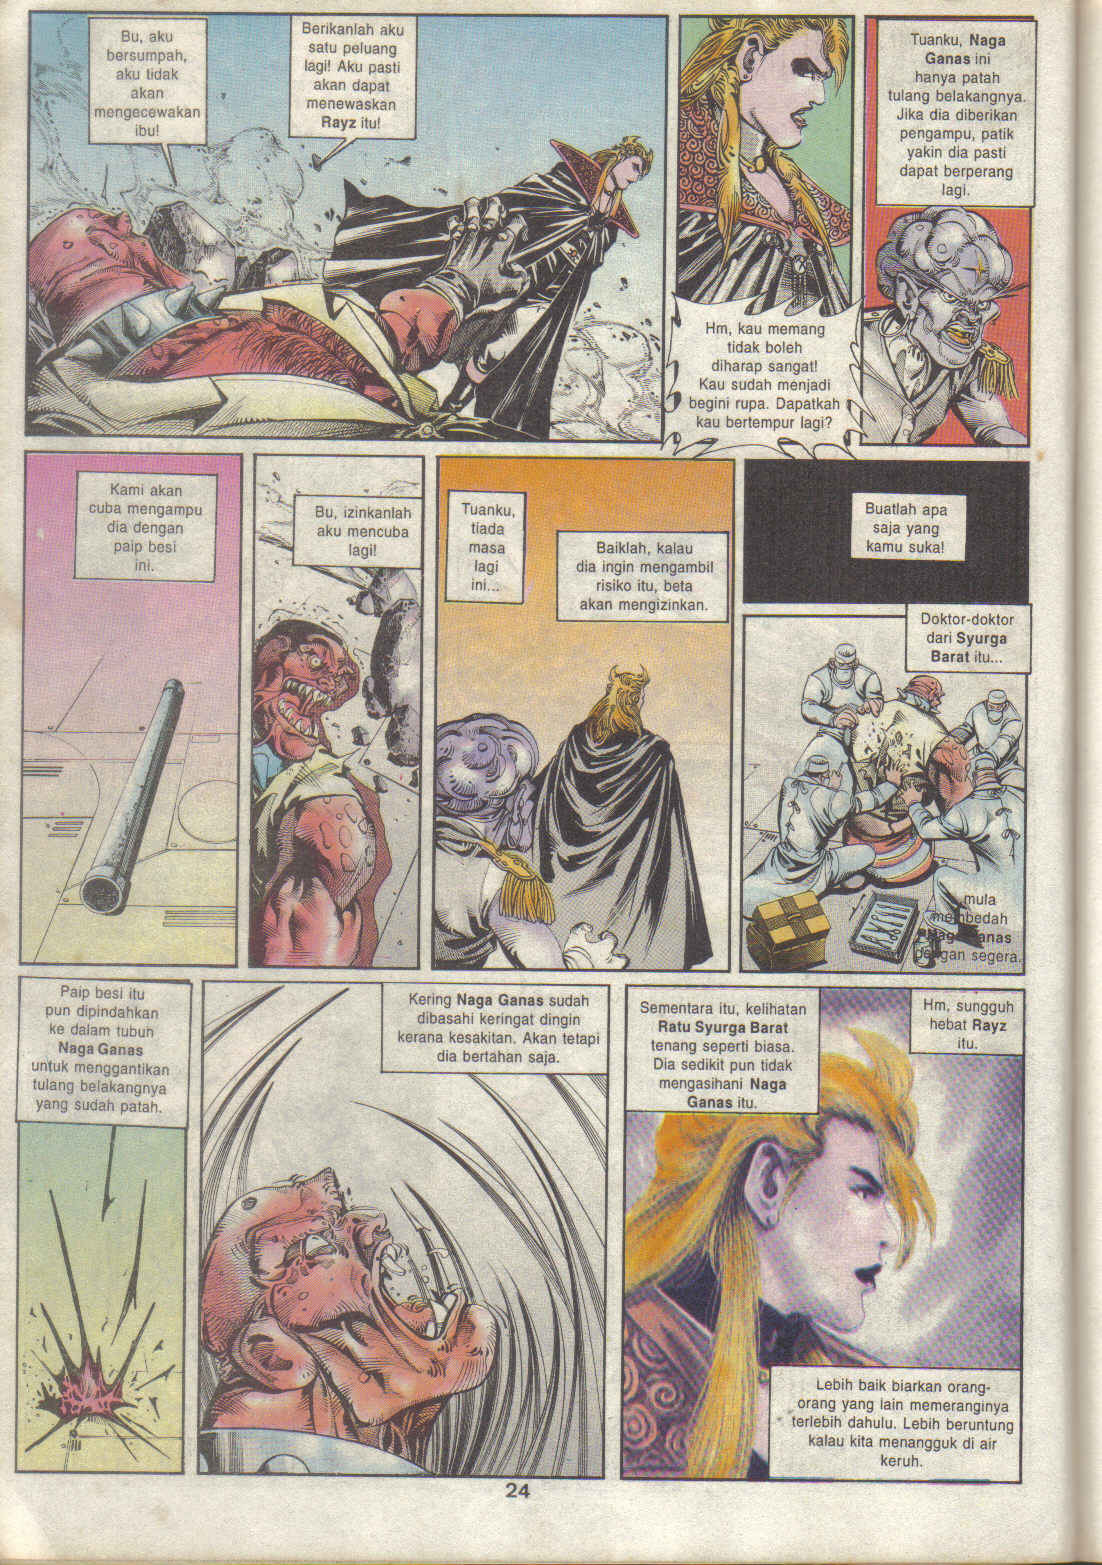 Bu, aku
bersumpah,
aku tidak
akan
mengecewakan
ibu!
Berikanlah aku
satu peluang
lagi! Aku pasti
akan dapat
menewaskan
Rayz itu!
Hm, kau memang
tidak boleh
diharap sangat!
Kau sudah menjadi
begini rupa. Dapatkah
kau bertempur lagi?
Tuanku, Naga
Ganas ini
hanya patah
tulang belakangnya.
Jika dia diberikan
pengampu, patik
yakin dia pasti
dapat berperang
lagi.
Kami akan
cuba mengampu
dia dengan
paip besi
ini.
Bu, izinkanlah
aku mencuba
lagi!
Tuanku,
tiada
masa
lagi
ini...
Baiklah, kalau
dia ingin mengambil
risiko itu, beta
akan mengizinkan.
Buatlah apa
saja yang
kamu suka!
Doktor-doktor
dari Syurga
Barat itu...
mula
membedah
Naga Ganas
dengan segera.
Paip besi itu
pun dipindahkan
ke dalam tubuh
Naga Ganas
untuk menggantikan
tulang belakangnya
yang sudah patah.
Kering Naga Ganas sudah
dibasahi keringat dingin
kerana kesakitan. Akan tetapi
dia bertahan saja.
Sementara itu, kelihatan
Ratu Syurga Barat
tenang seperti biasa.
Dia sedikit pun tidak
mengasihani Naga
Ganas itu.
Hm, sungguh
hebat Rayz
itu.
Lebih baik biarkan orang-
orang yang lain memeranginya
terlebih dahulu. Lebih beruntung
kalau kita menangguk di air
keruh.
24